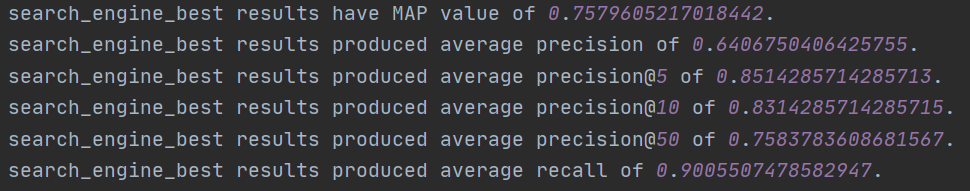 search_engine_best results have MAP value of 0.7579605217018442.
search_engine_best results produced average precision of 0.6406750406425755.
search_engine_best results produced average precision@5 of 0.8514285714285713.
search_engine_best results produced average precision@10 of 0.8314285714285715.
search_engine_best results produced average precision@50 of 0.7583783608681567.
search_engine_best results produced average recall of 0.9005507478582947.